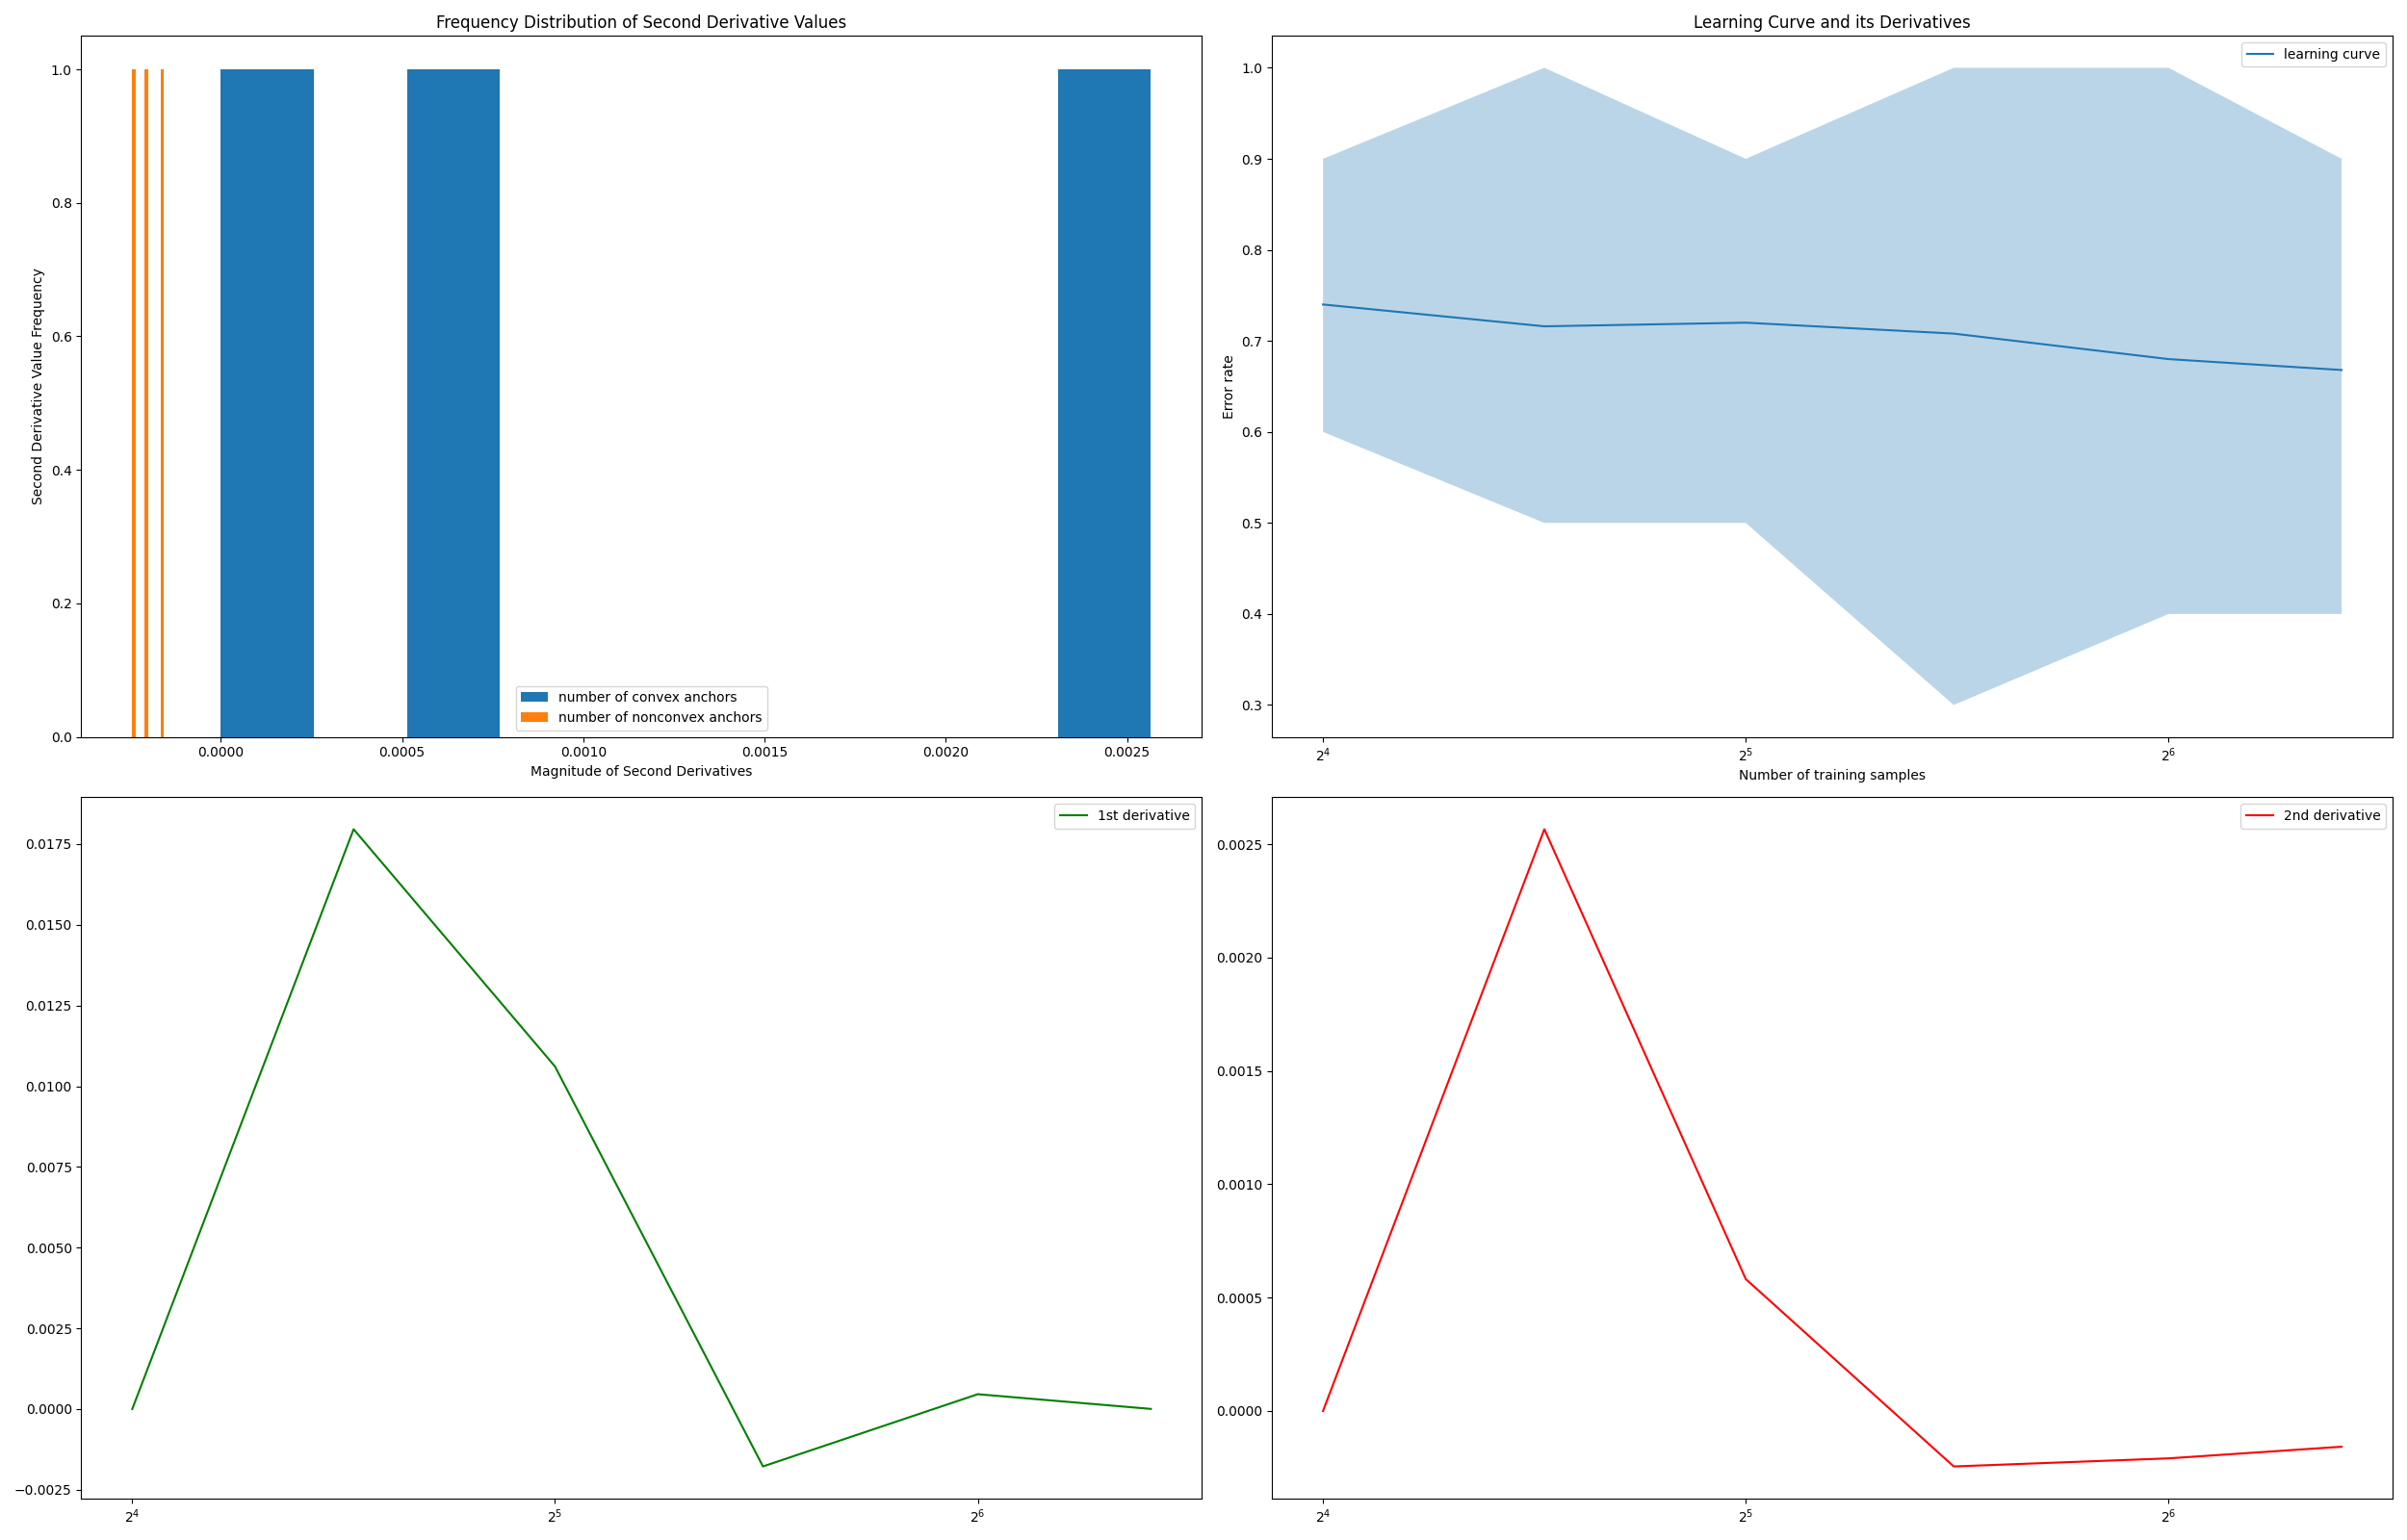 Frequency Distribution of Second Derivative Values
1.0
0.8
0.6
0.4
0.2
0.0
Second Derivative Value Frequency
number of convex anchors
number of nonconvex anchors
0.0000 0.0005 0.0010 0.0015 0.0020 0.0025
Magnitude of Second Derivatives
Learning Curve and its Derivatives
learning curve
1.0
0.9
0.8
0.7
0.6
0.5
0.4
0.3
Error rate
2⁴ 2⁵ 2⁶
Number of training samples
1st derivative
0.0175
0.0150
0.0125
0.0100
0.0075
0.0050
0.0025
0.0000
−0.0025
2⁴ 2⁵ 2⁶
2nd derivative
0.0025
0.0020
0.0015
0.0010
0.0005
0.0000
2⁴ 2⁵ 2⁶